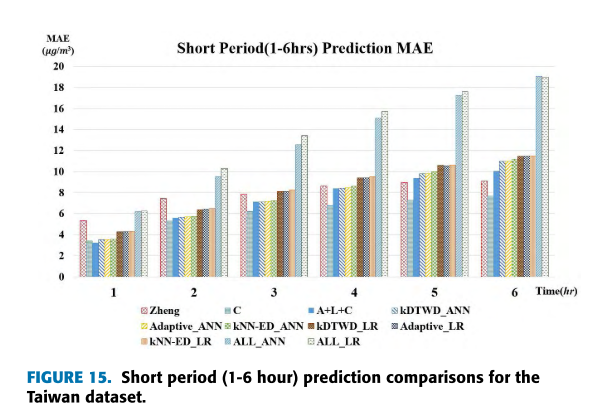 MAE
(µg/m³)
Short Period(1-6hrs) Prediction MAE
20
18
16
14
12
10
8
6
4
2
0
1 2 3 4 5 6 Time(hr)
Zheng C A+L+C kDTWD_ANN
Adaptive_ANN kNN-ED_ANN kDTWD_LR Adaptive_LR
kNN-ED_LR ALL_ANN ALL_LR
FIGURE 15. Short period (1-6 hour) prediction comparisons for the
Taiwan dataset.